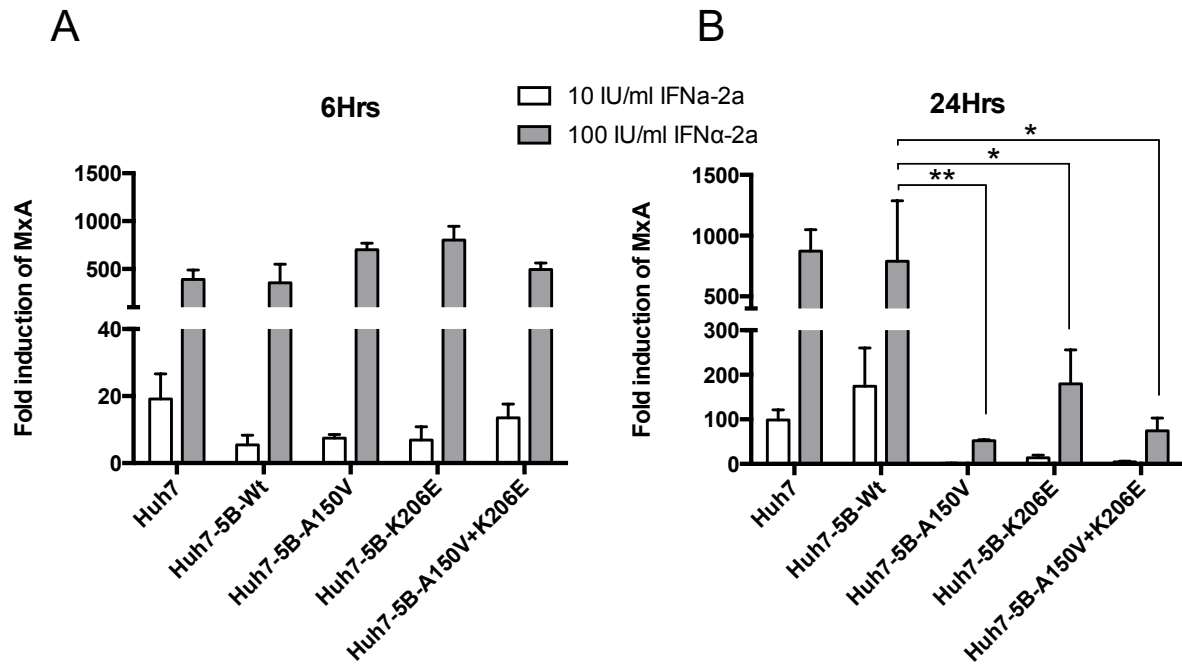 A
B
6Hrs
10 IU/ml IFNa-2a
100 IU/ml IFNα-2a
24Hrs
*
*
**
Fold induction of MxA
1500
1000
500
40
20
0
Huh7
Huh7-5B-Wt
Huh7-5B-A150V
Huh7-5B-K206E
Huh7-5B-A150V+K206E
Fold induction of MxA
1500
1000
500
300
200
100
0
Huh7
Huh7-5B-Wt
Huh7-5B-A150V
Huh7-5B-K206E
Huh7-5B-A150V+K206E